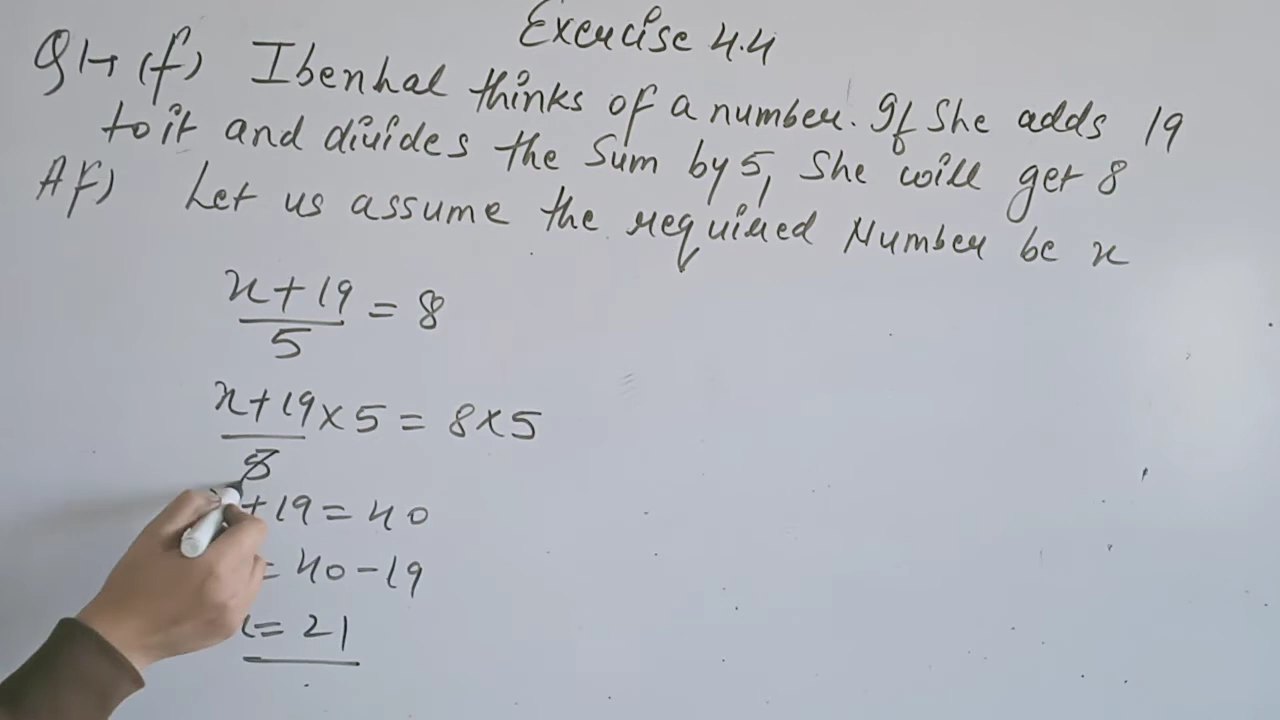 Exercise 4.4
Q1→ (f) Ibenhal thinks of a number. If She adds 19
to it and divides the Sum by 5, She will get 8
A f) Let us assume the required Number be x
x+19/5 = 8
x+19/5 × 5 = 8×5
+19 = 40
= 40-19
x = 21